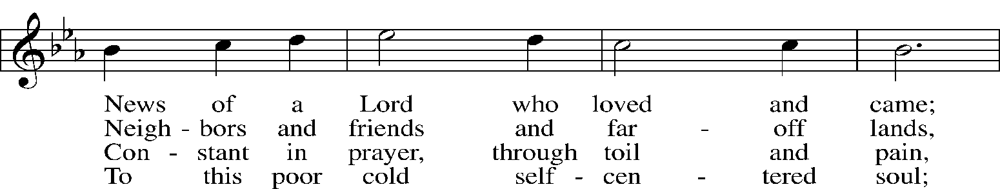 News of a Lord who loved and came;
Neigh - bors and friends and far - off lands,
Con - stant in prayer, through toil and pain,
To this poor cold self - cen - tered soul;